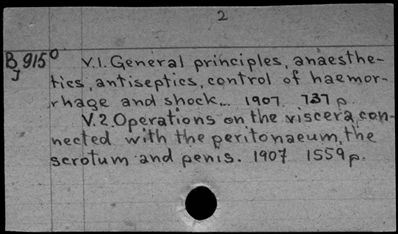 2
B 915° V.1. General principles, anaesthe-
J
tics, antiseptics, control of haemor-
rhage and shock... 1907 737 p.
V.2. Operations on the viscera, con-
nected with the peritonaeum, the
scrotum and penis. 1907 1559 p.